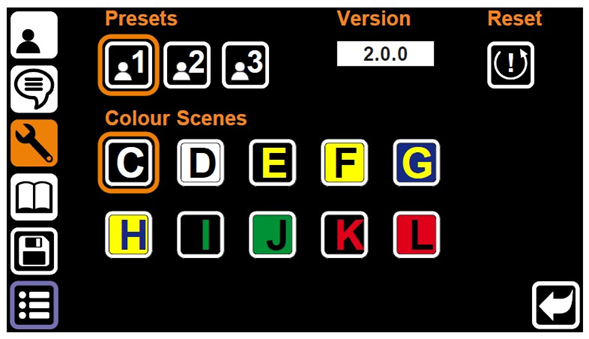 Presets Version Reset
1 2 3 2.0.0 !
Colour Scenes
C D E F G
H I J K L